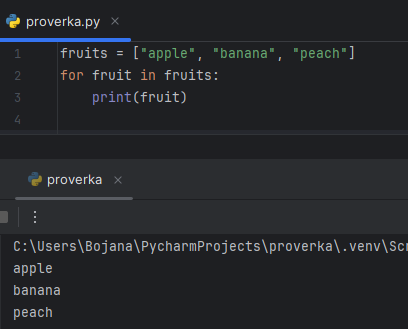 proverka.py
1 fruits = ["apple", "banana", "peach"]
2 for fruit in fruits:
3     print(fruit)
4
proverka
C:\Users\Bojana\PycharmProjects\proverka\.venv\Scr
apple
banana
peach